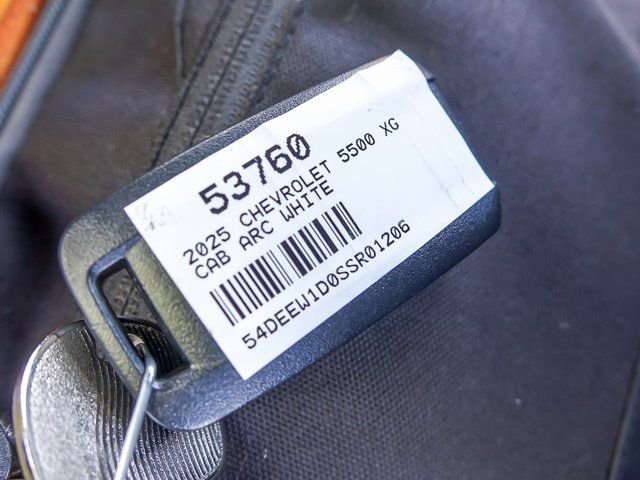 53760
2025 CHEVROLET 5500 XG
CAB ARC WHITE
54DEEW1D0SSR01206